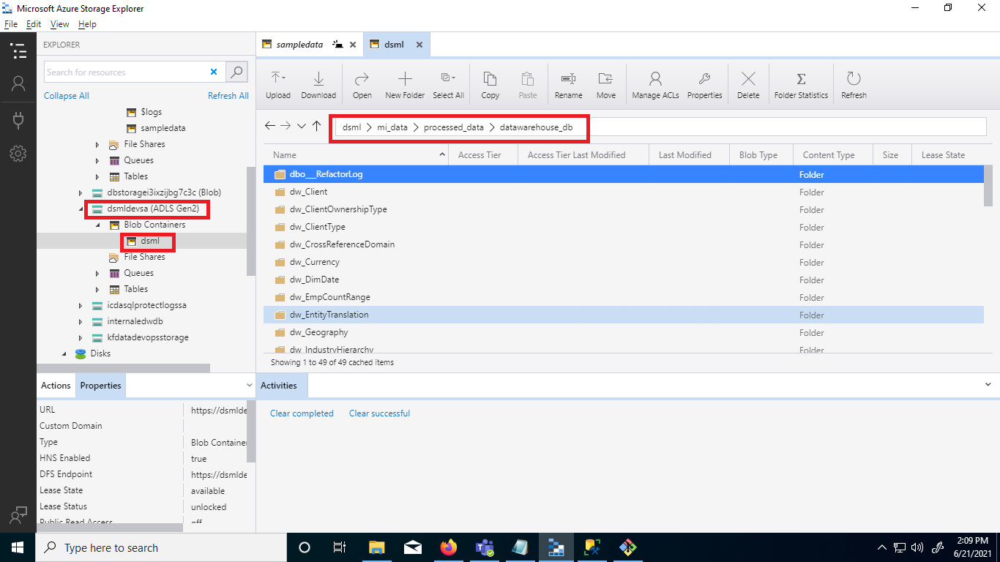 Microsoft Azure Storage Explorer
File Edit View Help
EXPLORER
Search for resources
Collapse All Refresh All
$logs
sampledata
File Shares
Queues
Tables
dbstoragei3ixzijbg7c3c (Blob)
dsmldevsa (ADLS Gen2)
Blob Containers
dsml
File Shares
Queues
Tables
icdasqlprotectlogssa
internaledwdb
kfdatadevopsstorage
Disks
Actions Properties
URL https://dsmlde
Custom Domain
Type Blob Container
HNS Enabled true
DFS Endpoint https://dsmlde
Lease State available
Lease Status unlocked
Public Read Access off
sampledata dsml
Upload Download Open New Folder Select All Copy Paste Rename Move Manage ACLs Properties Delete Folder Statistics Refresh
dsml > mi_data > processed_data > datawarehouse_db
Name Access Tier Access Tier Last Modified Last Modified Blob Type Content Type Size Lease State
dbo___RefactorLog Folder
dw_Client Folder
dw_ClientOwnershipType Folder
dw_ClientType Folder
dw_CrossReferenceDomain Folder
dw_Currency Folder
dw_DimDate Folder
dw_EmpCountRange Folder
dw_EntityTranslation Folder
dw_Geography Folder
dw_IndustryHierarchy Folder
Showing 1 to 49 of 49 cached items
Activities
Clear completed Clear successful
Type here to search
2:09 PM
6/21/2021